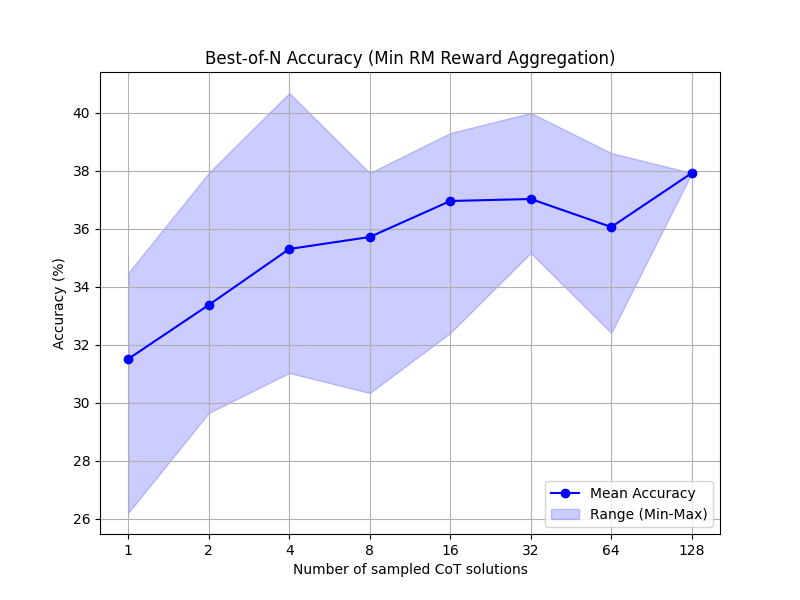 Best-of-N Accuracy (Min RM Reward Aggregation)
Accuracy (%)
40
38
36
34
32
30
28
26
Mean Accuracy
Range (Min-Max)
1 2 4 8 16 32 64 128
Number of sampled CoT solutions